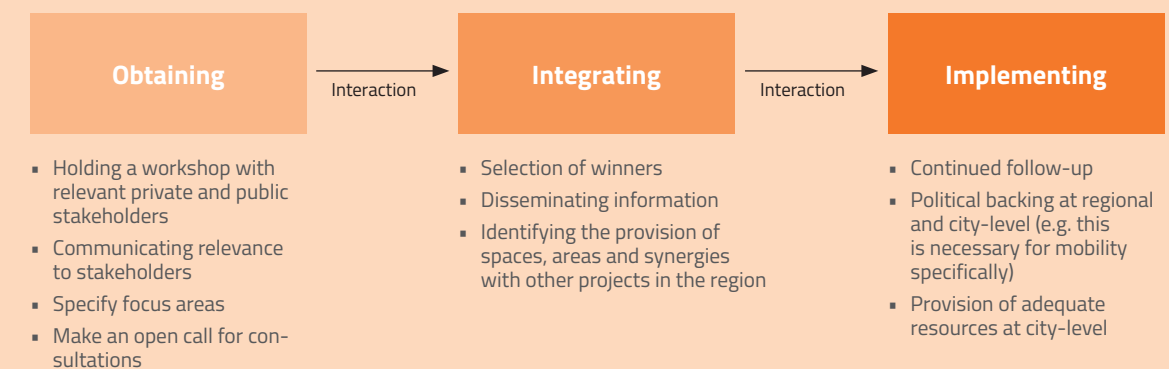 Obtaining
Interaction
Integrating
Interaction
Implementing
▪ Holding a workshop with
relevant private and public
stakeholders
▪ Communicating relevance
to stakeholders
▪ Specify focus areas
▪ Make an open call for con-
sultations
▪ Selection of winners
▪ Disseminating information
▪ Identifying the provision of
spaces, areas and synergies
with other projects in the region
▪ Continued follow-up
▪ Political backing at regional
and city-level (e.g. this
is necessary for mobility
specifically)
▪ Provision of adequate
resources at city-level